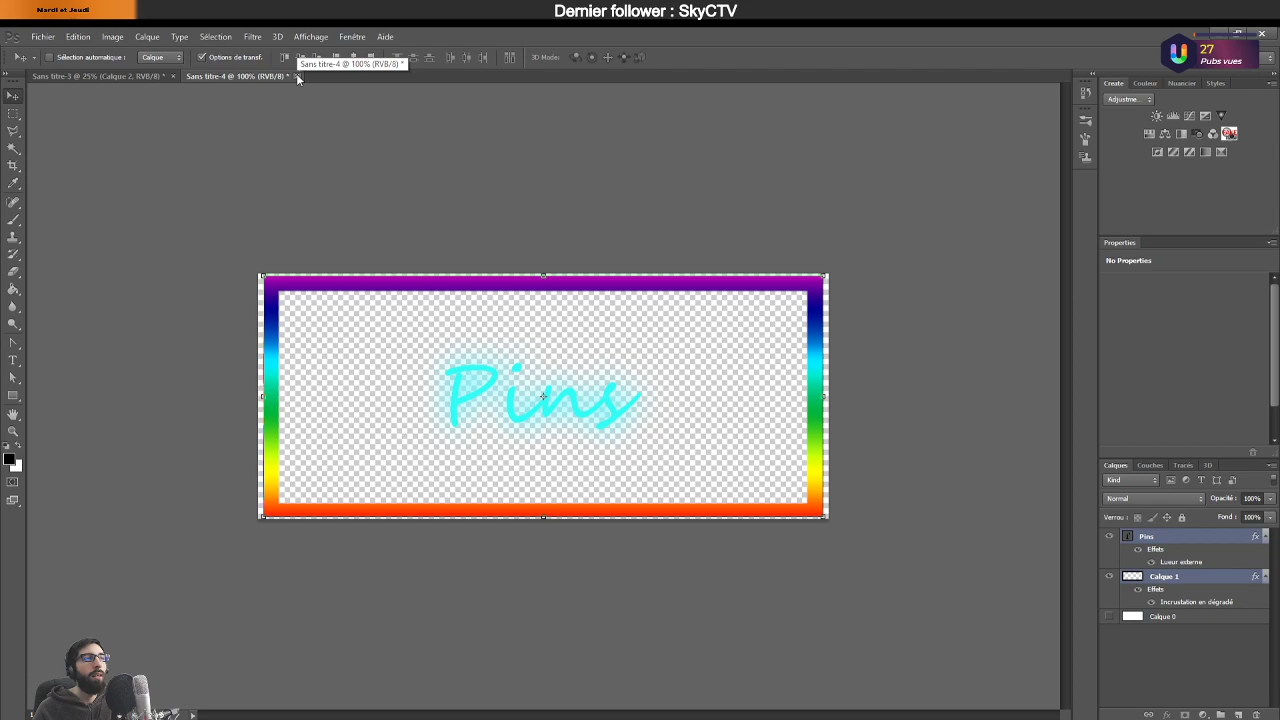 Mardi et Jeudi
Dernier follower : SkyCTV
Ps Fichier Edition Image Calque Type Sélection Filtre 3D Affichage Fenêtre Aide
Sélection automatique : Calque Options de transf. 3D Mode:
27
Pubs vues
Sans titre-4 @ 100% (RVB/8) *
Sans titre-3 @ 25% (Calque 2, RVB/8) * × Sans titre-4 @ 100% (RVB/8) * ×
Create Couleur Nuancier Styles
Adjustme...
Properties
No Properties
Pins
Calques Couches Tracés 3D
Kind
Normal Opacité : 100%
Verrou : Fond : 100%
Pins fx
Effets
Lueur externe
Calque 1 fx
Effets
Incrustation en dégradé
Calque 0